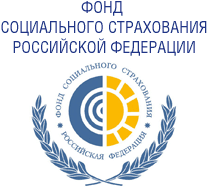 ФОНД
СОЦИАЛЬНОГО СТРАХОВАНИЯ
РОССИЙСКОЙ ФЕДЕРАЦИИ
ФОНД СОЦИАЛЬНОГО СТРАХОВАНИЯ
РОССИЙСКАЯ ФЕДЕРАЦИЯ